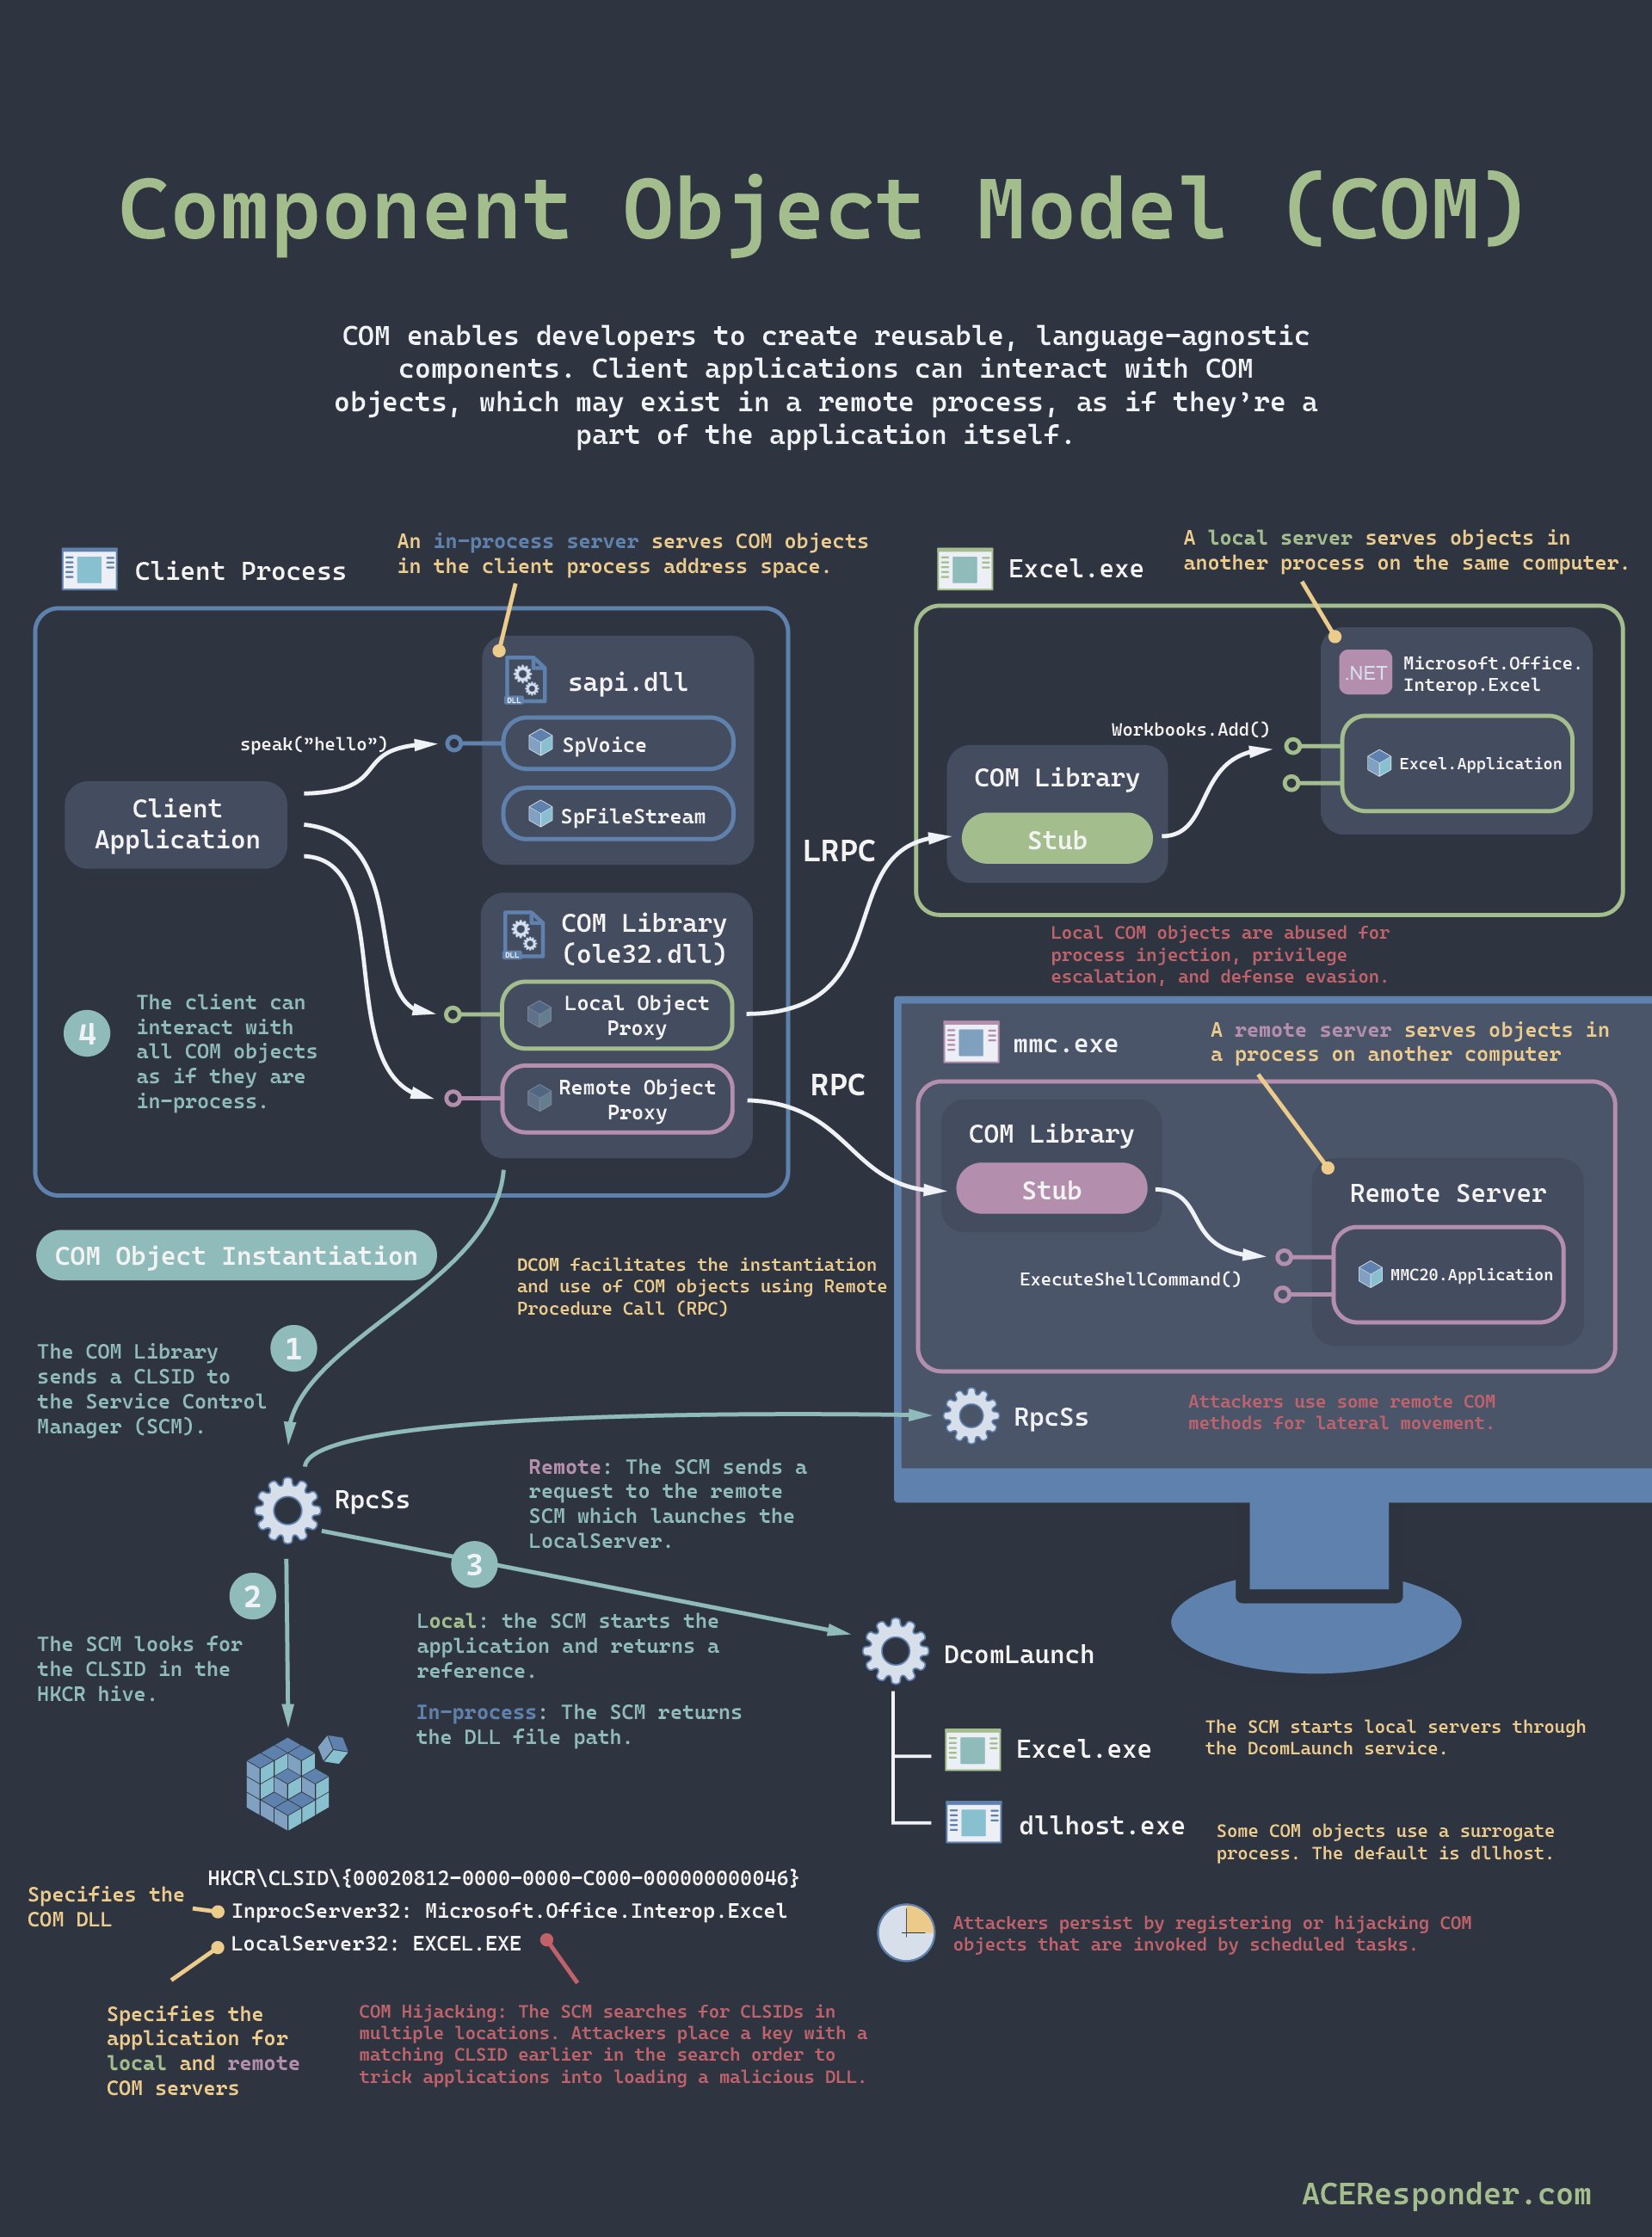 Component Object Model (COM)
COM enables developers to create reusable, language-agnostic
components. Client applications can interact with COM
objects, which may exist in a remote process, as if they’re a
part of the application itself.
Client Process
An in-process server serves COM objects
in the client process address space.
sapi.dll
DLL
speak(”hello”)
SpVoice
SpFileStream
Client
Application
COM Library
(ole32.dll)
DLL
Local Object
Proxy
Remote Object
Proxy
4
The client can
interact with
all COM objects
as if they are
in-process.
LRPC
RPC
Excel.exe
A local server serves objects in
another process on the same computer.
.NET
Microsoft.Office.
Interop.Excel
Workbooks.Add()
Excel.Application
COM Library
Stub
Local COM objects are abused for
process injection, privilege
escalation, and defense evasion.
mmc.exe
A remote server serves objects in
a process on another computer
COM Library
Stub
Remote Server
ExecuteShellCommand()
MMC20.Application
RpcSs
Attackers use some remote COM
methods for lateral movement.
COM Object Instantiation
DCOM facilitates the instantiation
and use of COM objects using Remote
Procedure Call (RPC)
1
The COM Library
sends a CLSID to
the Service Control
Manager (SCM).
RpcSs
Remote: The SCM sends a
request to the remote
SCM which launches the
LocalServer.
3
2
The SCM looks for
the CLSID in the
HKCR hive.
Local: the SCM starts the
application and returns a
reference.
In-process: The SCM returns
the DLL file path.
DcomLaunch
Excel.exe
The SCM starts local servers through
the DcomLaunch service.
dllhost.exe
Some COM objects use a surrogate
process. The default is dllhost.
HKCR\CLSID\{00020812-0000-0000-C000-000000000046}
Specifies the
COM DLL
InprocServer32: Microsoft.Office.Interop.Excel
LocalServer32: EXCEL.EXE
Attackers persist by registering or hijacking COM
objects that are invoked by scheduled tasks.
Specifies the
application for
local and remote
COM servers
COM Hijacking: The SCM searches for CLSIDs in
multiple locations. Attackers place a key with a
matching CLSID earlier in the search order to
trick applications into loading a malicious DLL.
ACEResponder.com